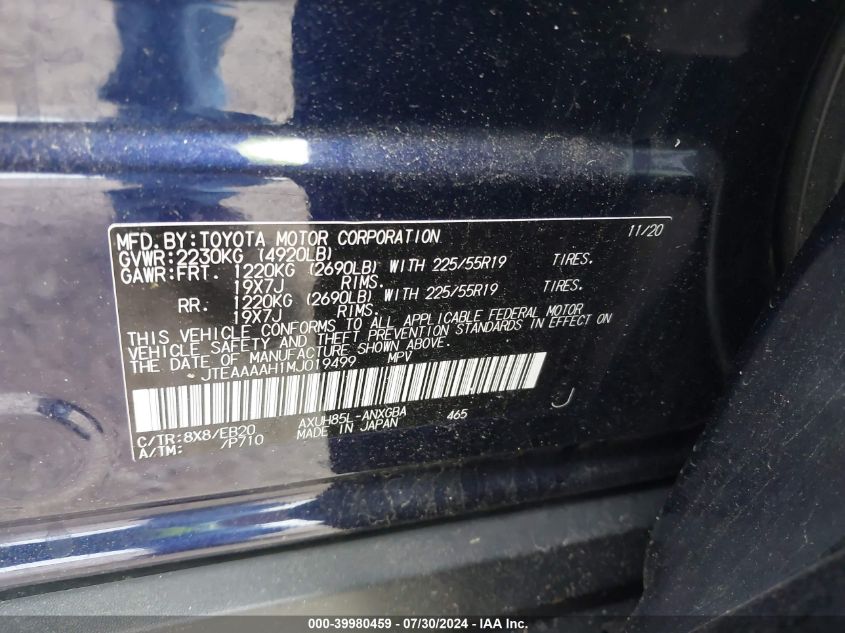 MFD.BY:TOYOTA MOTOR CORPORATION 11/20
GVWR:2230KG (4920LB)
GAWR:FRT. 1220KG (2690LB) WITH 225/55R19 TIRES.
19X7J RIMS.
RR. 1220KG (2690LB) WITH 225/55R19 TIRES.
19X7J RIMS.
THIS VEHICLE CONFORMS TO ALL APPLICABLE FEDERAL MOTOR
VEHICLE SAFETY AND THEFT PREVENTION STANDARDS IN EFFECT ON
THE DATE OF MANUFACTURE SHOWN ABOVE.
JTEAAAAH1MJ019499 MPV
C/TR:8X8/EB20 AXUH85L-ANXGBA 465
A/TM: /P710 MADE IN JAPAN
J
000-39980459 - 07/30/2024 - IAA Inc.